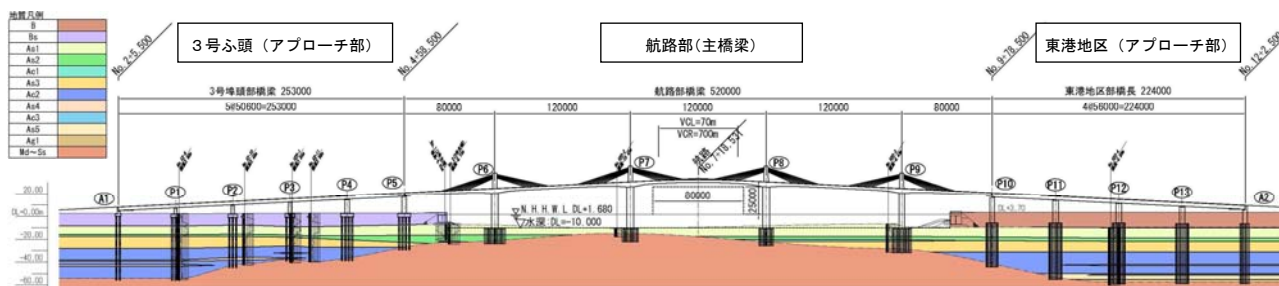 地質凡例
B
Bs
As1
As2
Ac1
As3
Ac2
As4
Ac3
As5
Ag1
Md～Ss
３号ふ頭（アプローチ部）
航路部（主橋梁）
東港地区（アプローチ部）
No.2+5.500
No.4+58.500
No.9+78.500
No.12+2.500
3号埠頭部橋梁 253000
航路部橋梁 520000
東港地区部橋長 224000
5@50600=253000
80000
120000
120000
120000
80000
4@56000=224000
VCL=70m
VCR=700m
航路
No.7+18.531
A1
P1
P2
P3
P4
P5
P6
P7
P8
P9
P10
P11
P12
P13
A2
80000
25000
20.00
DL=0.00m
-20.00
-40.00
-60.00
N.H.H.W.L DL+1.680
水深:DL=-10.000
DL+3.70